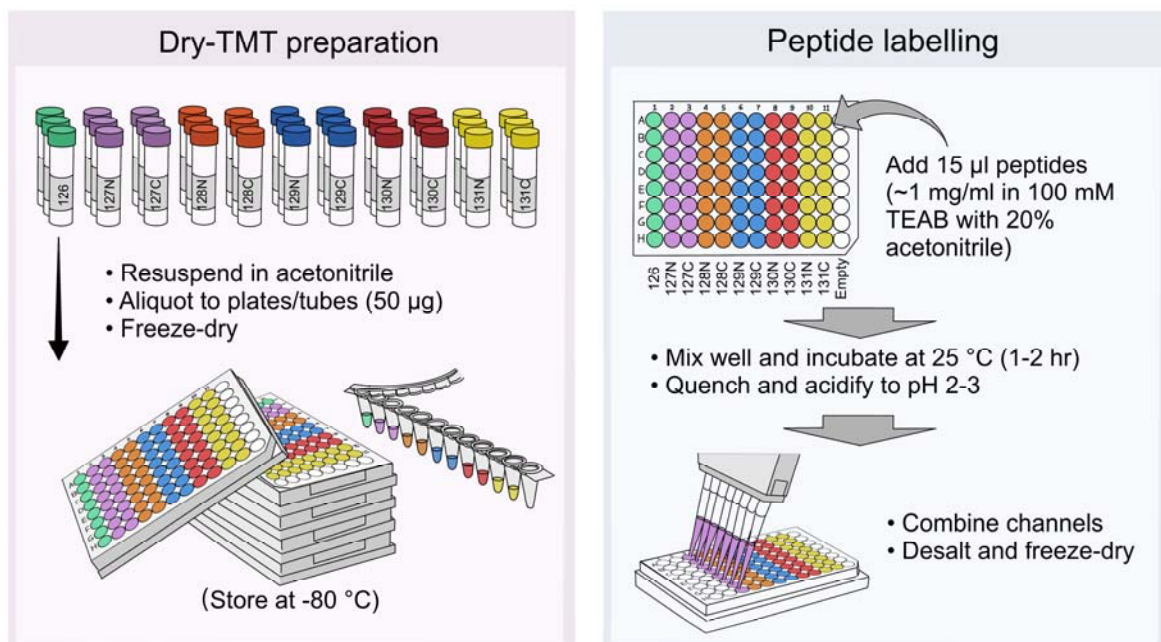 Dry-TMT preparation
126
127N
127C
128N
128C
129N
129C
130N
130C
131N
131C
• Resuspend in acetonitrile
• Aliquot to plates/tubes (50 µg)
• Freeze-dry
(Store at -80 °C)
Peptide labelling
1 2 3 4 5 6 7 8 9 10 11
A
B
C
D
E
F
G
H
126
127N
127C
128N
128C
129N
129C
130N
130C
131N
131C
Empty
Add 15 µl peptides
(~1 mg/ml in 100 mM
TEAB with 20%
acetonitrile)
• Mix well and incubate at 25 °C (1-2 hr)
• Quench and acidify to pH 2-3
• Combine channels
• Desalt and freeze-dry